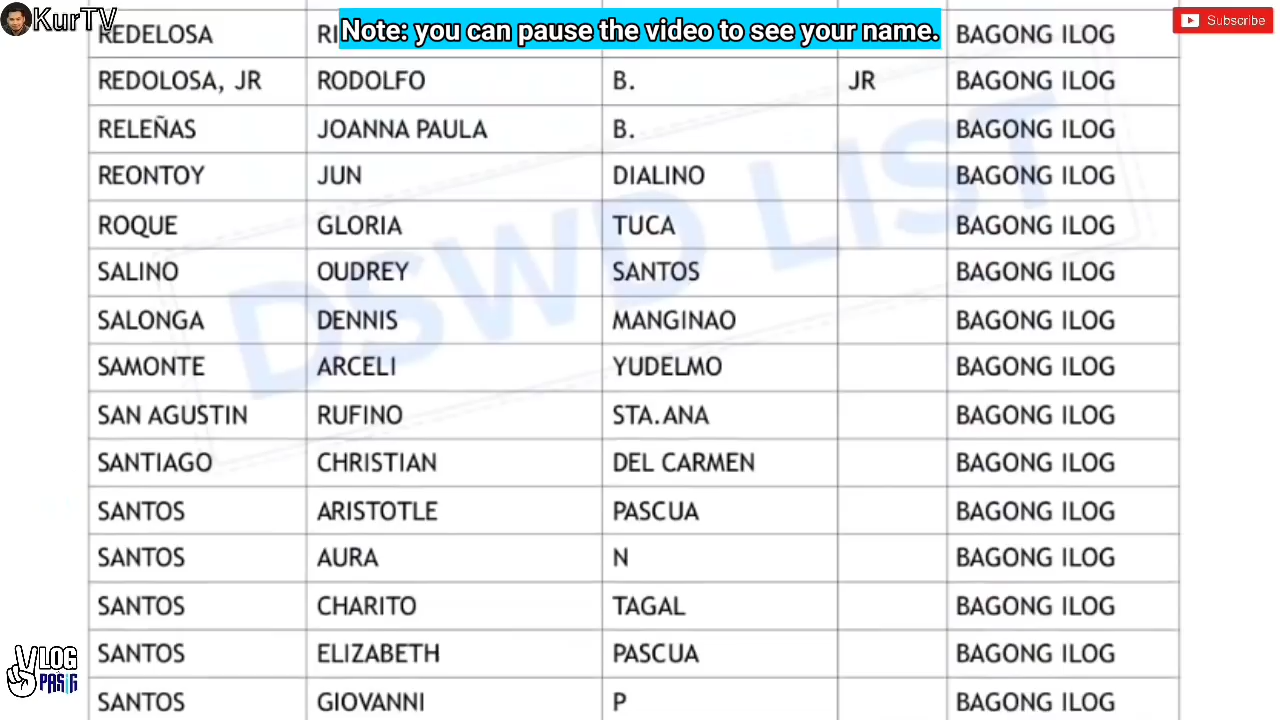 KurTV
Note: you can pause the video to see your name.
Subscribe
REDELOSA BAGONG ILOG
REDOLOSA, JR RODOLFO B. JR BAGONG ILOG
RELEÑAS JOANNA PAULA B. BAGONG ILOG
REONTOY JUN DIALINO BAGONG ILOG
ROQUE GLORIA TUCA BAGONG ILOG
SALINO OUDREY SANTOS BAGONG ILOG
SALONGA DENNIS MANGINAO BAGONG ILOG
SAMONTE ARCELI YUDELMO BAGONG ILOG
SAN AGUSTIN RUFINO STA.ANA BAGONG ILOG
SANTIAGO CHRISTIAN DEL CARMEN BAGONG ILOG
SANTOS ARISTOTLE PASCUA BAGONG ILOG
SANTOS AURA N BAGONG ILOG
SANTOS CHARITO TAGAL BAGONG ILOG
SANTOS ELIZABETH PASCUA BAGONG ILOG
SANTOS GIOVANNI P BAGONG ILOG
DSWD LIST
VLOG
PASIG